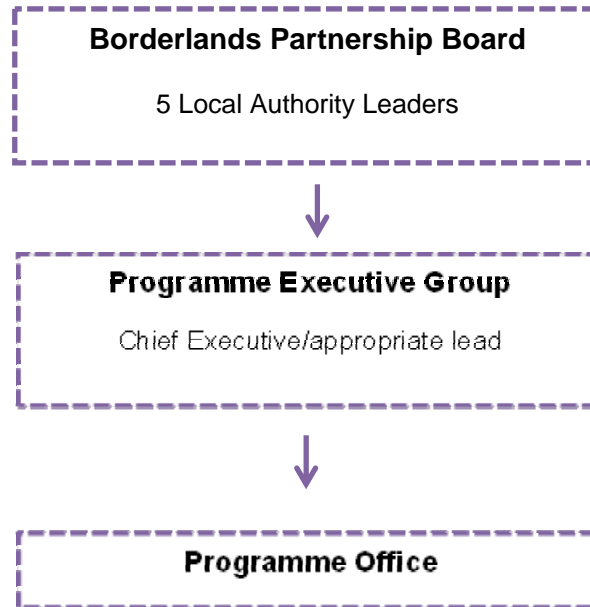 Borderlands Partnership Board
5 Local Authority Leaders
Programme Executive Group
Chief Executive/appropriate lead
Programme Office